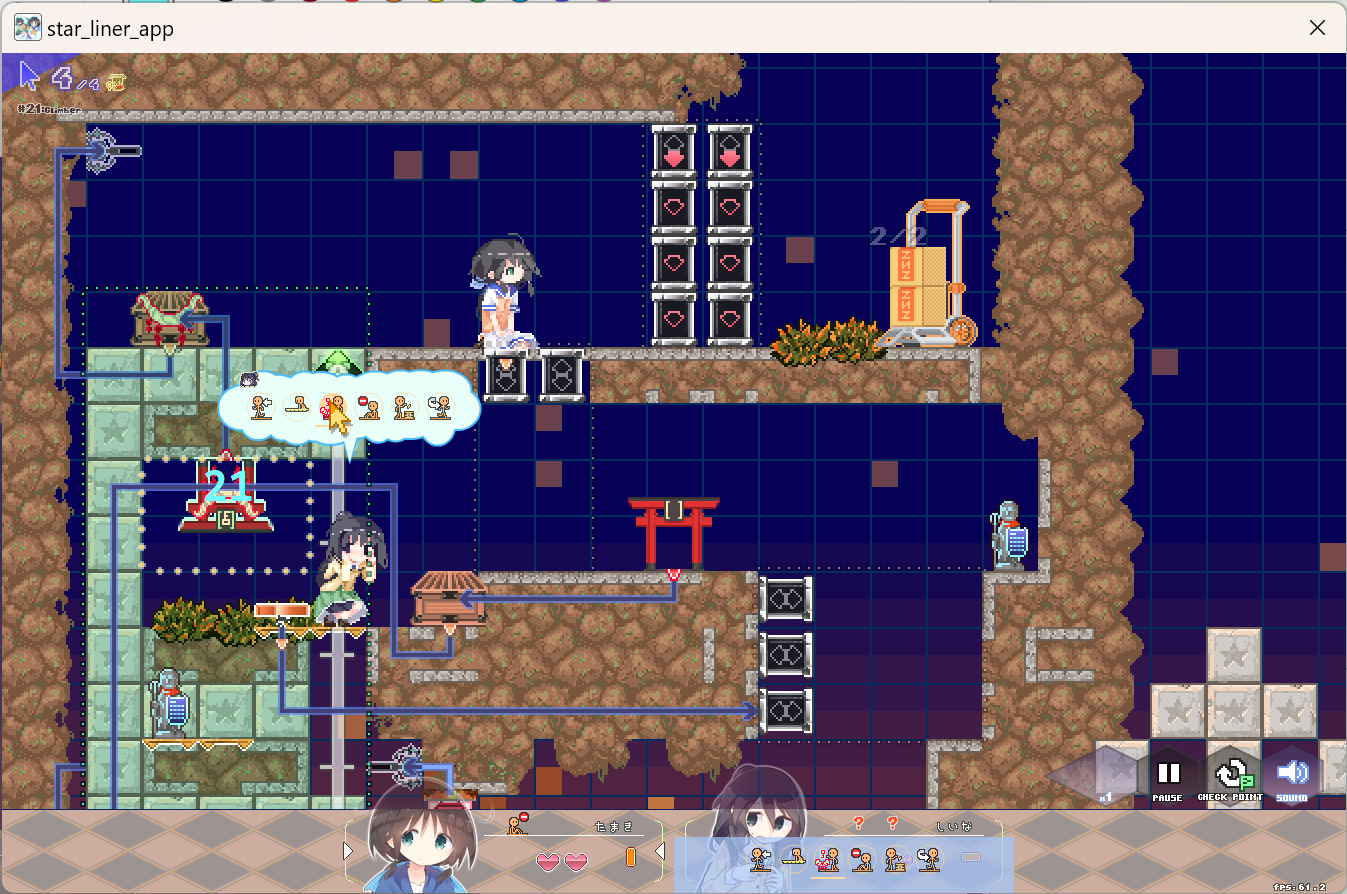 star_liner_app
4/4
#21:Climber
2/2
21
たまき
しいな
x1
PAUSE
CHECK POINT
SOUND
fps:61.2